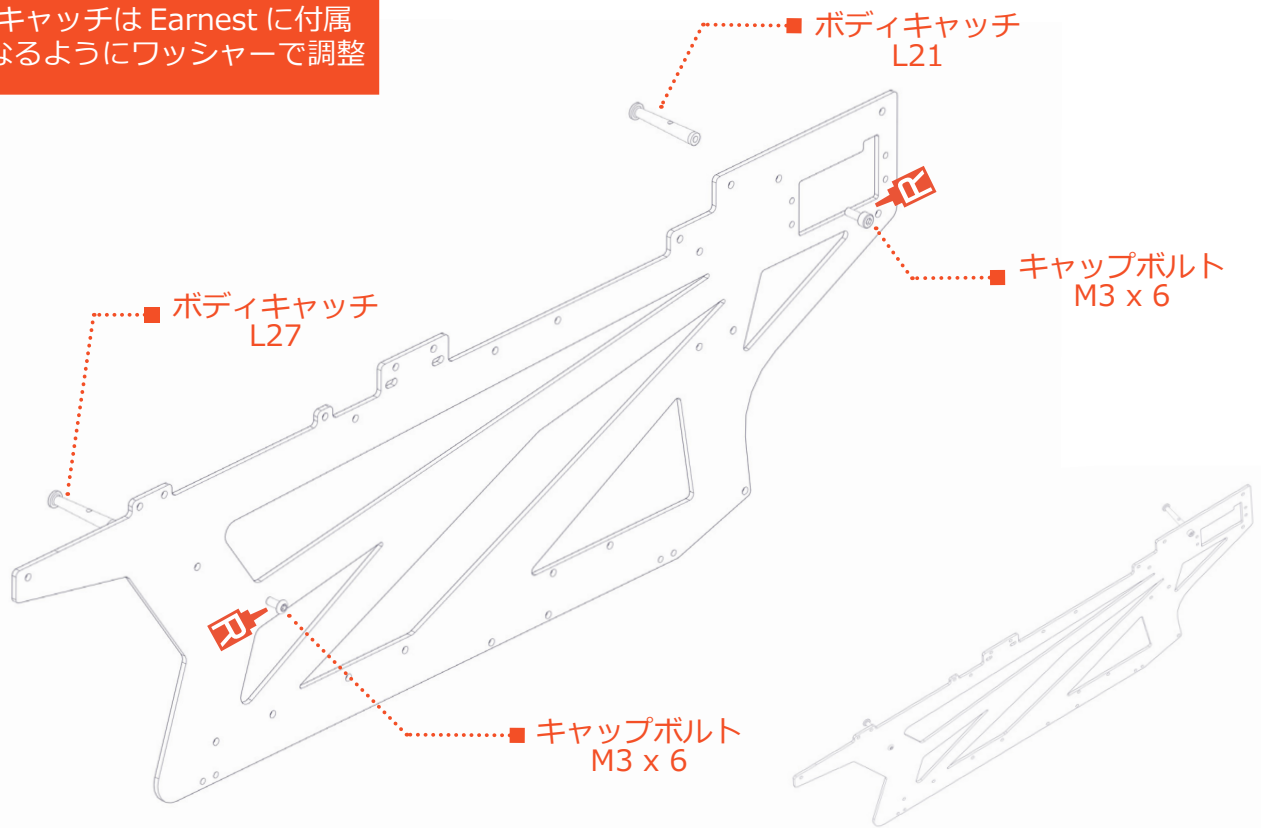 キャッチは Earnest に付属
なるようにワッシャーで調整
ボディキャッチ
L21
R
キャップボルト
M3 x 6
ボディキャッチ
L27
R
キャップボルト
M3 x 6